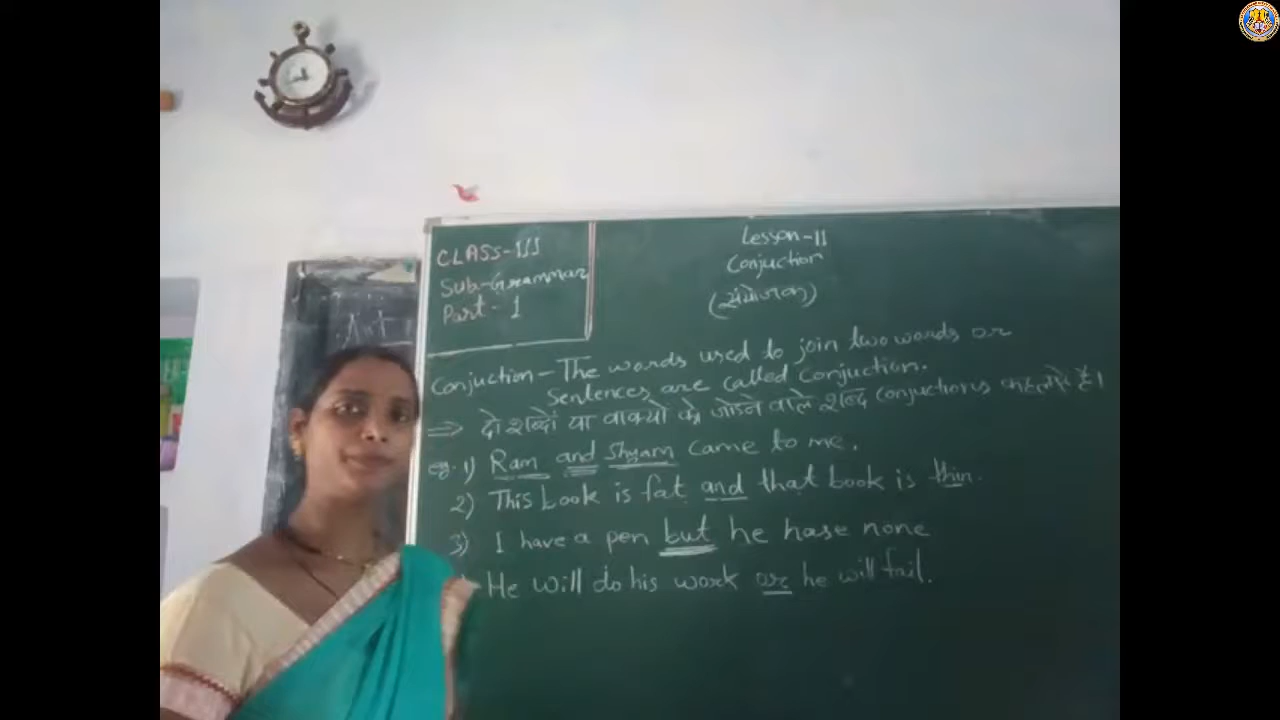 CLASS-III
Sub-Grammar
Part-1
Lesson-11
Conjuction
(संयोजक)
Conjuction - The words used to join two words or
Sentences are called Conjuction.
⇒ दो शब्दों या वाक्यों को जोडने वाले शब्द Conjuctions कहलाते हैं।
eg. 1) Ram and Shyam came to me.
2) This book is fat and that book is thin.
3) I have a pen but he hase none
He will do his work or he will fail.